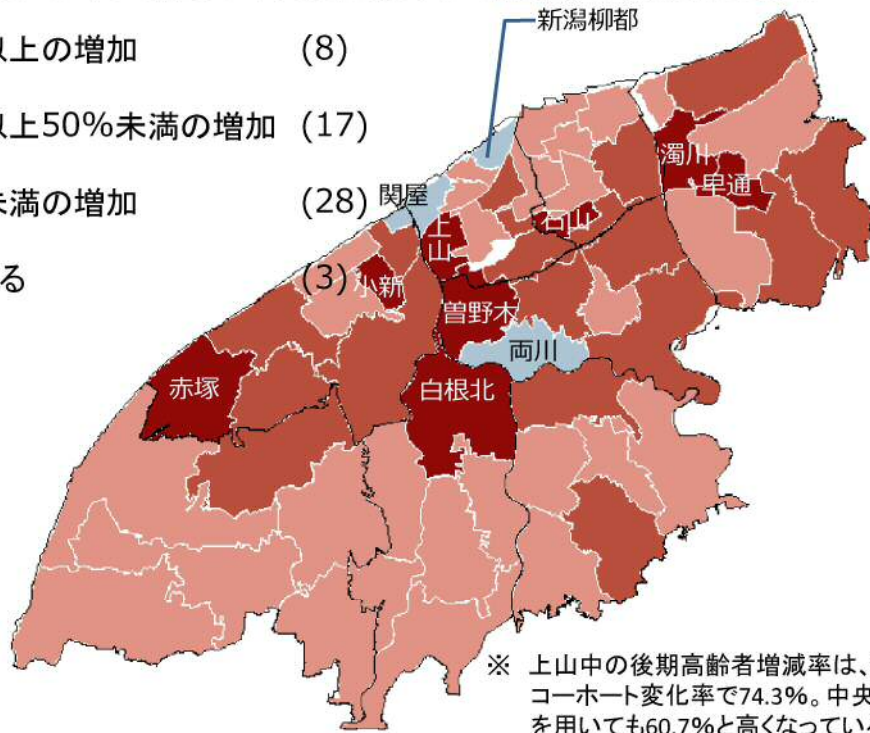 新潟柳都
以上の増加 (8)
以上50%未満の増加 (17)
未満の増加 (28)
る (3)
濁川
早通
関屋
上山
石山
小新
曽野木
両川
赤塚
白根北
※ 上山中の後期高齢者増減率は、
コーホート変化率で74.3%。中央
を用いても60.7%と高くなってい